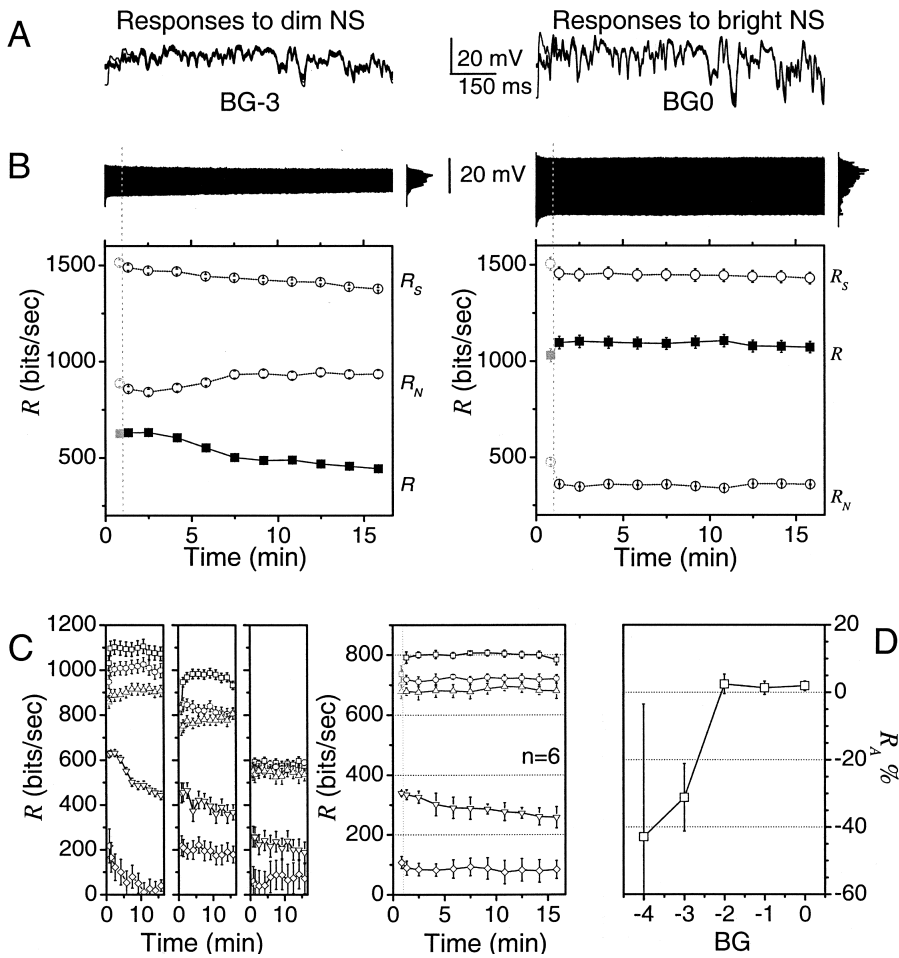 A
Responses to dim NS
Responses to bright NS
20 mV
150 ms
BG-3
BG0
B
20 mV
1500
1000
500
R (bits/sec)
R_S
R_N
R
0 5 10 15
Time (min)
1500
1000
500
R (bits/sec)
R_S
R
R_N
0 5 10 15
Time (min)
C
1200
1000
800
600
400
200
0
R (bits/sec)
0 10
0 10
0 10
Time (min)
800
600
400
200
0
R (bits/sec)
n=6
0 5 10 15
Time (min)
D
20
0
-20
-40
-60
R_A %
-4 -3 -2 -1 0
BG